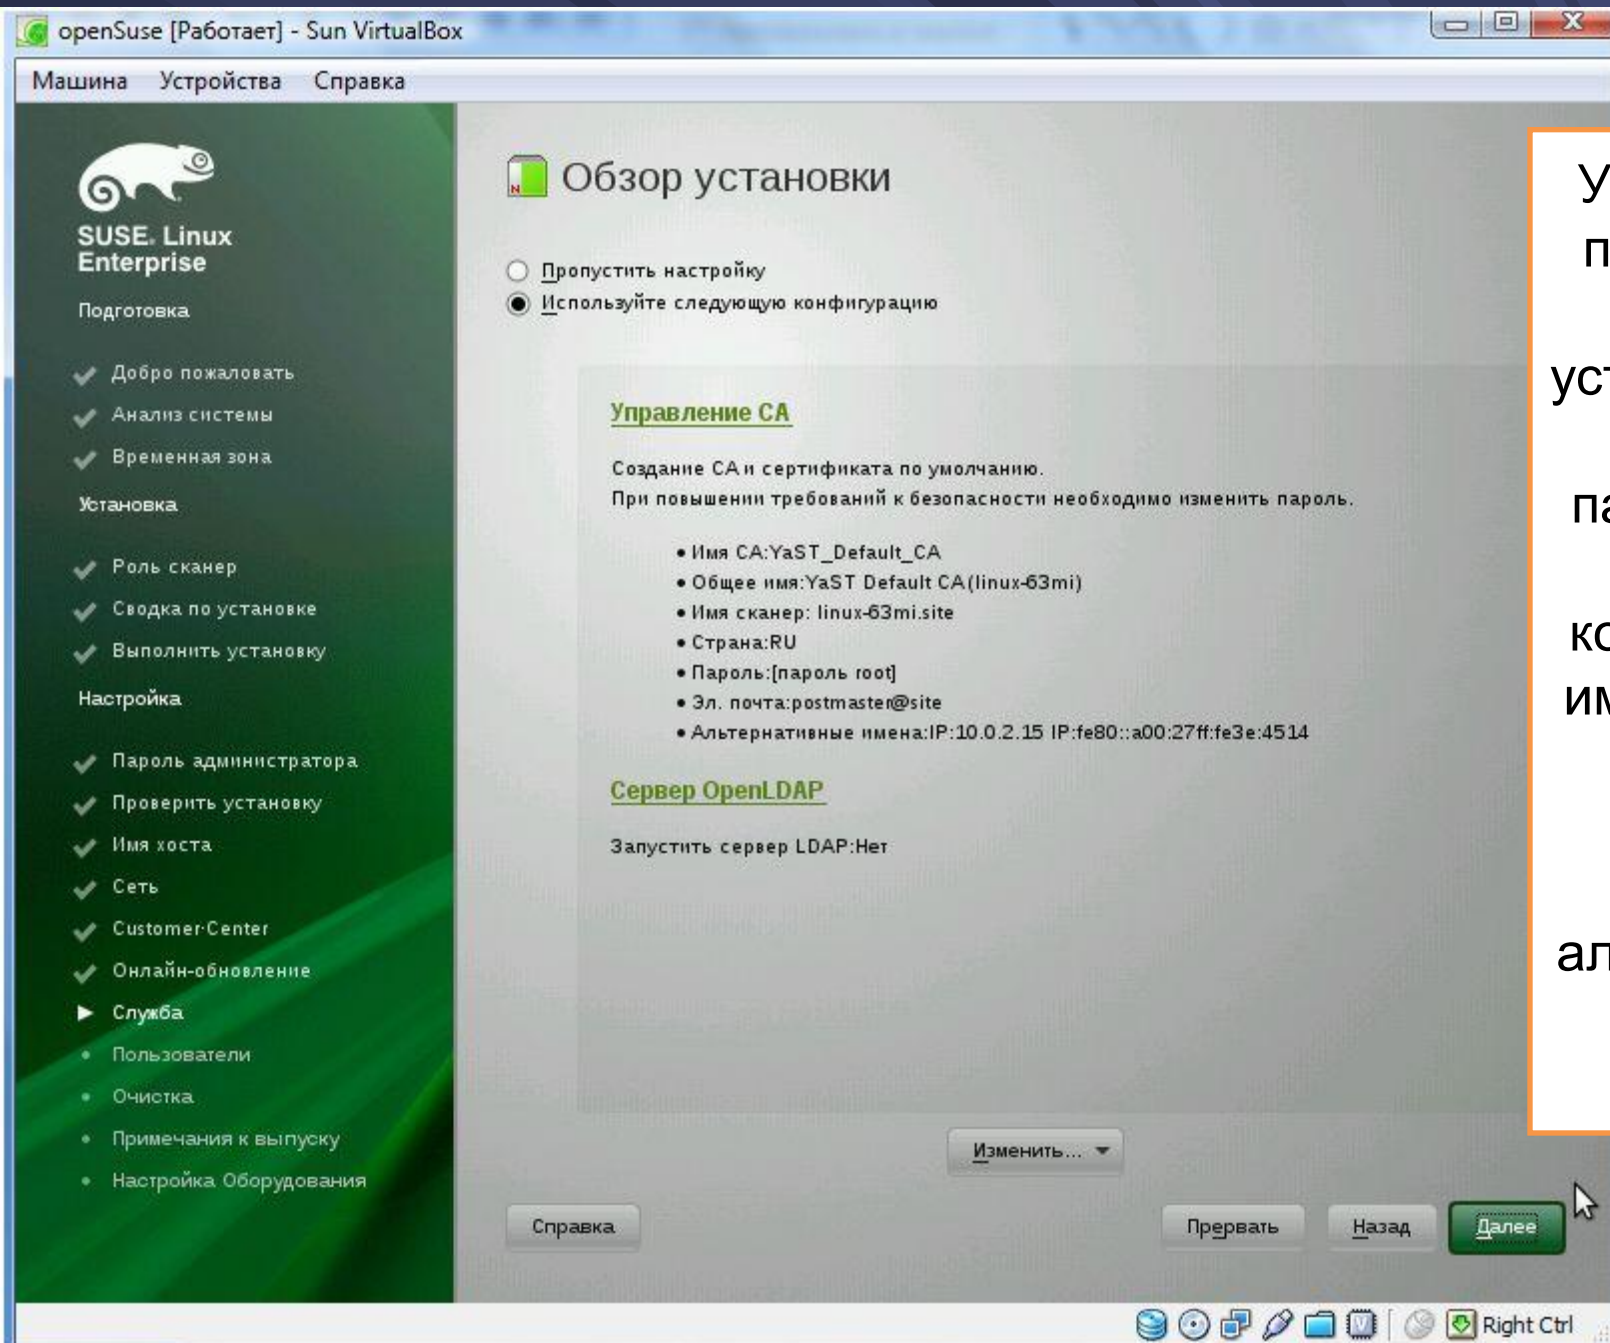 openSuse [Работает] - Sun VirtualBox
Машина Устройства Справка
SUSE. Linux
Enterprise
Подготовка
Добро пожаловать
Анализ системы
Временная зона
Установка
Роль сканер
Сводка по установке
Выполнить установку
Настройка
Пароль администратора
Проверить установку
Имя хоста
Сеть
Customer Center
Онлайн-обновление
Служба
Пользователи
Очистка
Примечания к выпуску
Настройка Оборудования
N
Обзор установки
Пропустить настройку
Используйте следующую конфигурацию
Управление CA
Создание CA и сертификата по умолчанию.
При повышении требований к безопасности необходимо изменить пароль.
• Имя CA:YaST_Default_CA
• Общее имя:YaST Default CA(linux-63mi)
• Имя сканер: linux-63mi.site
• Страна:RU
• Пароль:[пароль root]
• Эл. почта:postmaster@site
• Альтернативные имена:IP:10.0.2.15 IP:fe80::a00:27ff:fe3e:4514
Сервер OpenLDAP
Запустить сервер LDAP:Нет
Изменить...
Справка
Прервать
Назад
Далее
V
Right Ctrl